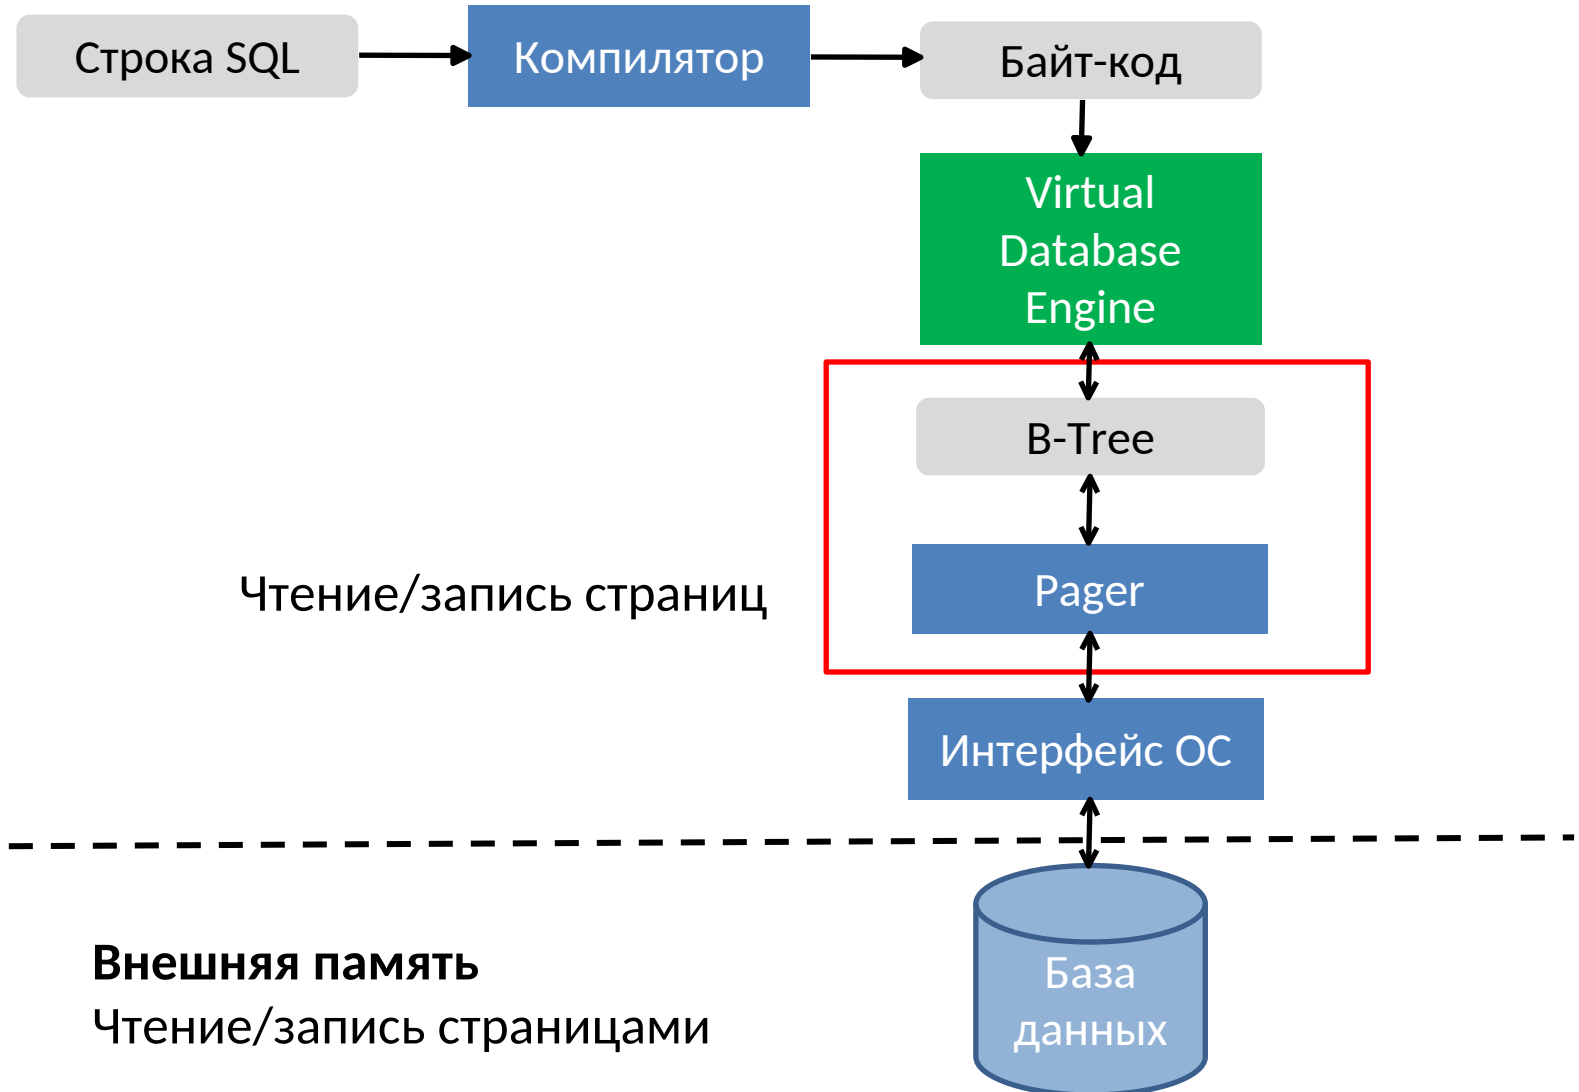 Строка SQL
Компилятор
Байт-код
Virtual
Database
Engine
B-Tree
Чтение/запись страниц
Pager
Интерфейс ОС
Внешняя память
Чтение/запись страницами
База
данных